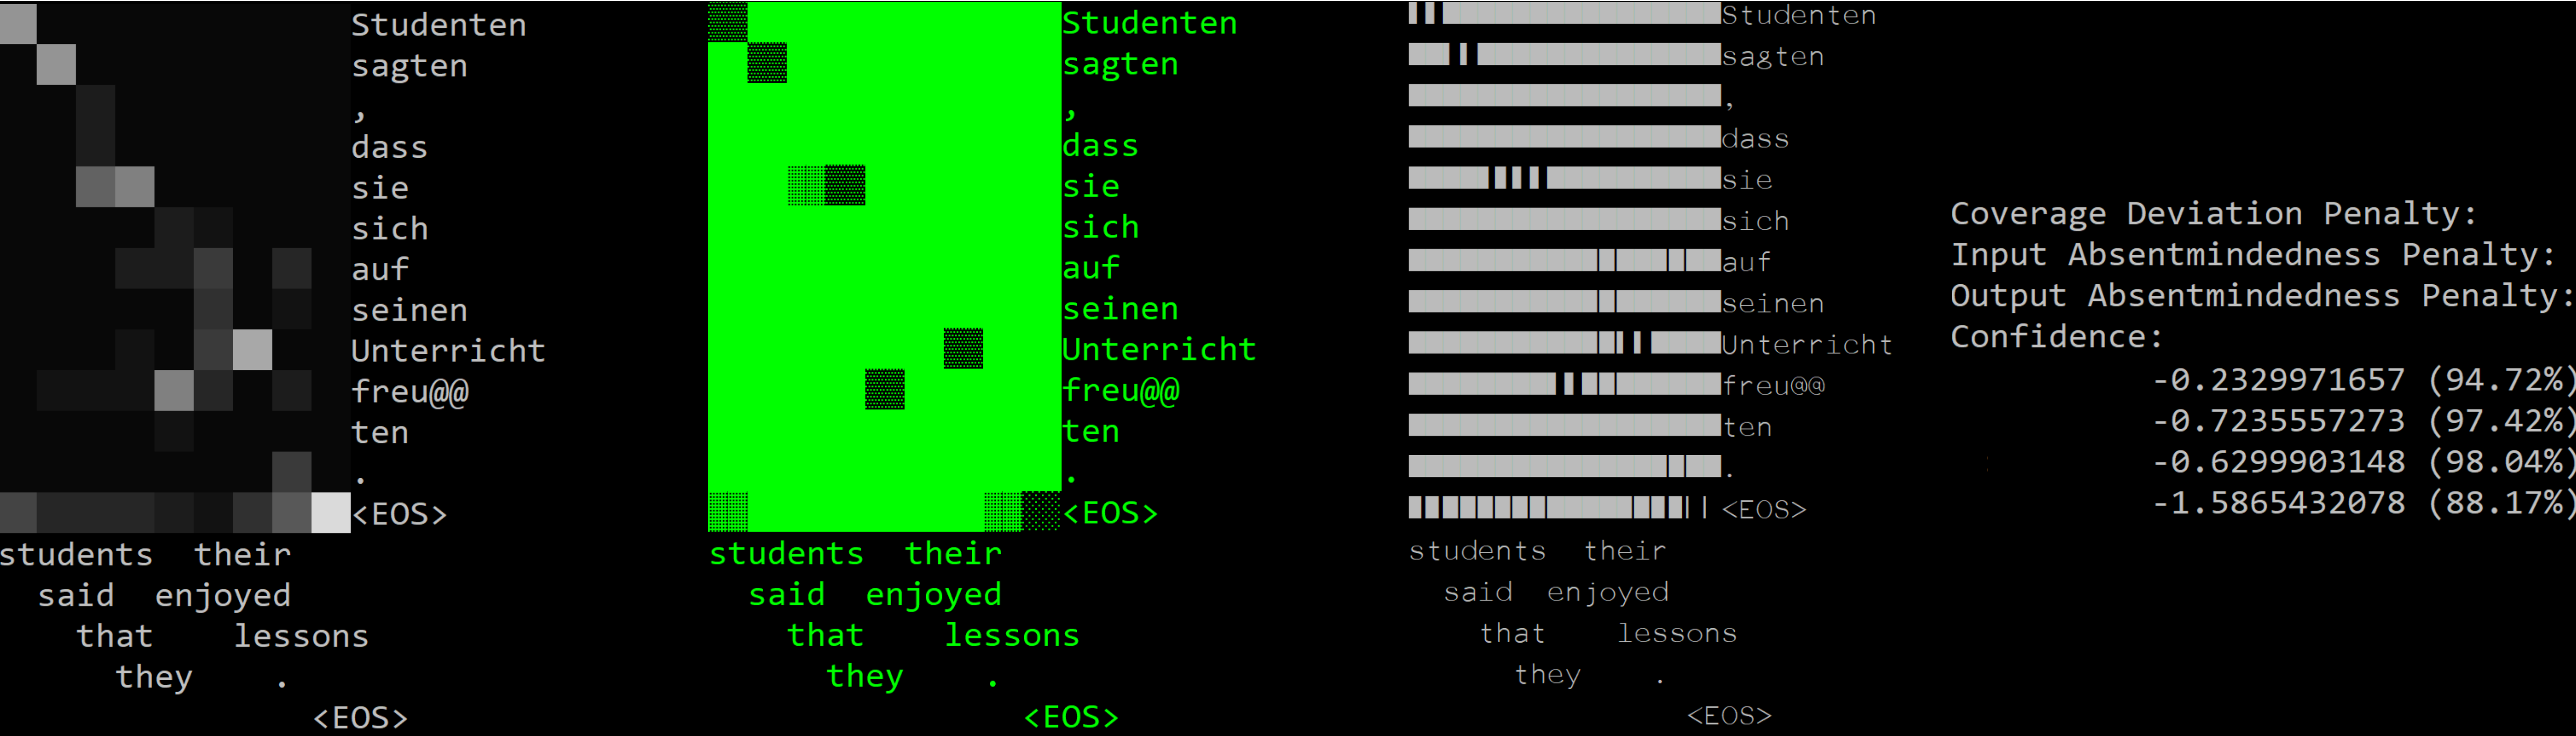 Studenten
sagten
,
dass
sie
sich
auf
seinen
Unterricht
freu@@
ten
.
<EOS>
students their
said enjoyed
that lessons
they .
<EOS>
Studenten
sagten
,
dass
sie
sich
auf
seinen
Unterricht
freu@@
ten
.
<EOS>
students their
said enjoyed
that lessons
they .
<EOS>
Studenten
sagten
,
dass
sie
sich
auf
seinen
Unterricht
freu@@
ten
.
<EOS>
students their
said enjoyed
that lessons
they .
<EOS>
Coverage Deviation Penalty:
Input Absentmindedness Penalty:
Output Absentmindedness Penalty:
Confidence:
-0.2329971657 (94.72%)
-0.7235557273 (97.42%)
-0.6299903148 (98.04%)
-1.5865432078 (88.17%)